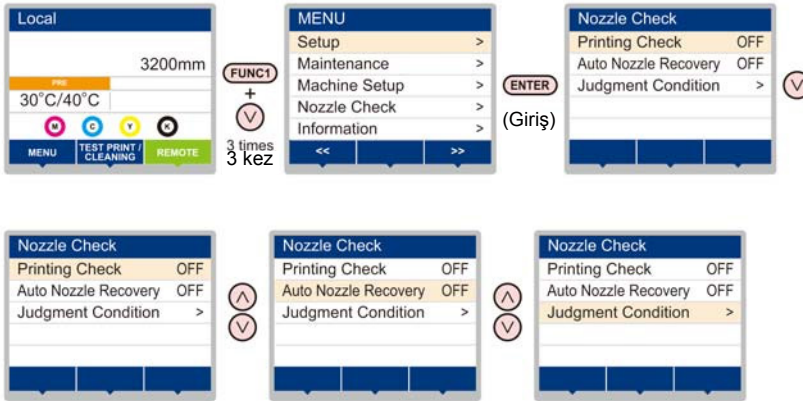 Local
3200mm
PRE
30°C/40°C
M C Y K
MENU
TEST PRINT /
CLEANING
REMOTE
FUNC1
+
3 times
3 kez
MENU
Setup >
Maintenance >
Machine Setup >
Nozzle Check >
Information >
<< >>
ENTER
(Giriş)
Nozzle Check
Printing Check OFF
Auto Nozzle Recovery OFF
Judgment Condition >
Nozzle Check
Printing Check OFF
Auto Nozzle Recovery OFF
Judgment Condition >
Nozzle Check
Printing Check OFF
Auto Nozzle Recovery OFF
Judgment Condition >
Nozzle Check
Printing Check OFF
Auto Nozzle Recovery OFF
Judgment Condition >